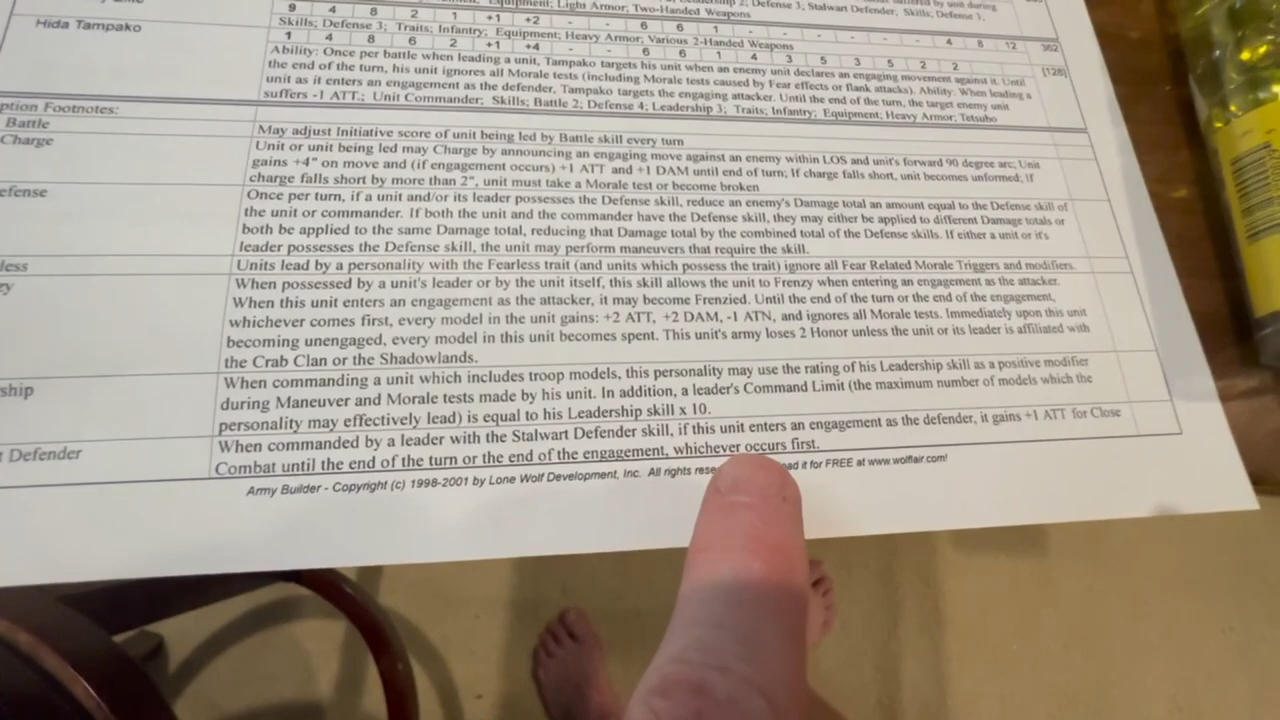 Equipment; Light Armor; Two-Handed Weapons 2; Defense 3; Stalwart Defender; Skills; Defense 3;
9 4 8 2 1 +1 +2 - - 6 6 1 - - - - - 4 8 12 362
Hida Tampako Skills; Defense 3; Traits; Infantry; Equipment; Heavy Armor; Various 2-Handed Weapons
1 4 8 6 2 +1 +4 - - 6 6 1 4 3 5 3 5 2 2 [128]
Ability: Once per battle when leading a unit, Tampako targets his unit when an enemy unit declares an engaging movement against it. Until
the end of the turn, his unit ignores all Morale tests (including Morale tests caused by Fear effects or flank attacks). Ability: When leading a
unit as it enters an engagement as the defender, Tampako targets the engaging attacker. Until the end of the turn, the target enemy unit
suffers -1 ATT.; Unit Commander; Skills; Battle 2; Defense 4; Leadership 3; Traits; Infantry; Equipment; Heavy Armor; Tetsubo
ption Footnotes:
Battle May adjust Initiative score of unit being led by Battle skill every turn
Charge Unit or unit being led may Charge by announcing an engaging move against an enemy within LOS and unit's forward 90 degree arc; Unit
gains +4" on move and (if engagement occurs) +1 ATT and +1 DAM until end of turn; If charge falls short, unit becomes unformed; if
charge falls short by more than 2", unit must take a Morale test or become broken
efense Once per turn, if a unit and/or its leader possesses the Defense skill, reduce an enemy's Damage total an amount equal to the Defense skill of
the unit or commander. If both the unit and the commander have the Defense skill, they may either be applied to different Damage totals or
both be applied to the same Damage total, reducing that Damage total by the combined total of the Defense skills. If either a unit or it's
leader possesses the Defense skill, the unit may perform maneuvers that require the skill.
less Units lead by a personality with the Fearless trait (and units which possess the trait) ignore all Fear Related Morale Triggers and modifiers.
zy When possessed by a unit's leader or by the unit itself, this skill allows the unit to Frenzy when entering an engagement as the attacker.
When this unit enters an engagement as the attacker, it may become Frenzied. Until the end of the turn or the end of the engagement,
whichever comes first, every model in the unit gains: +2 ATT, +2 DAM, -1 ATN, and ignores all Morale tests. Immediately upon this unit
becoming unengaged, every model in this unit becomes spent. This unit's army loses 2 Honor unless the unit or its leader is affiliated with
the Crab Clan or the Shadowlands.
ship When commanding a unit which includes troop models, this personality may use the rating of his Leadership skill as a positive modifier
during Maneuver and Morale tests made by his unit. In addition, a leader's Command Limit (the maximum number of models which the
personality may effectively lead) is equal to his Leadership skill x 10.
t Defender When commanded by a leader with the Stalwart Defender skill, if this unit enters an engagement as the defender, it gains +1 ATT for Close
Combat until the end of the turn or the end of the engagement, whichever occurs first.
Army Builder - Copyright (c) 1998-2001 by Lone Wolf Development, Inc. All rights rese ad it for FREE at www.wolflair.com!